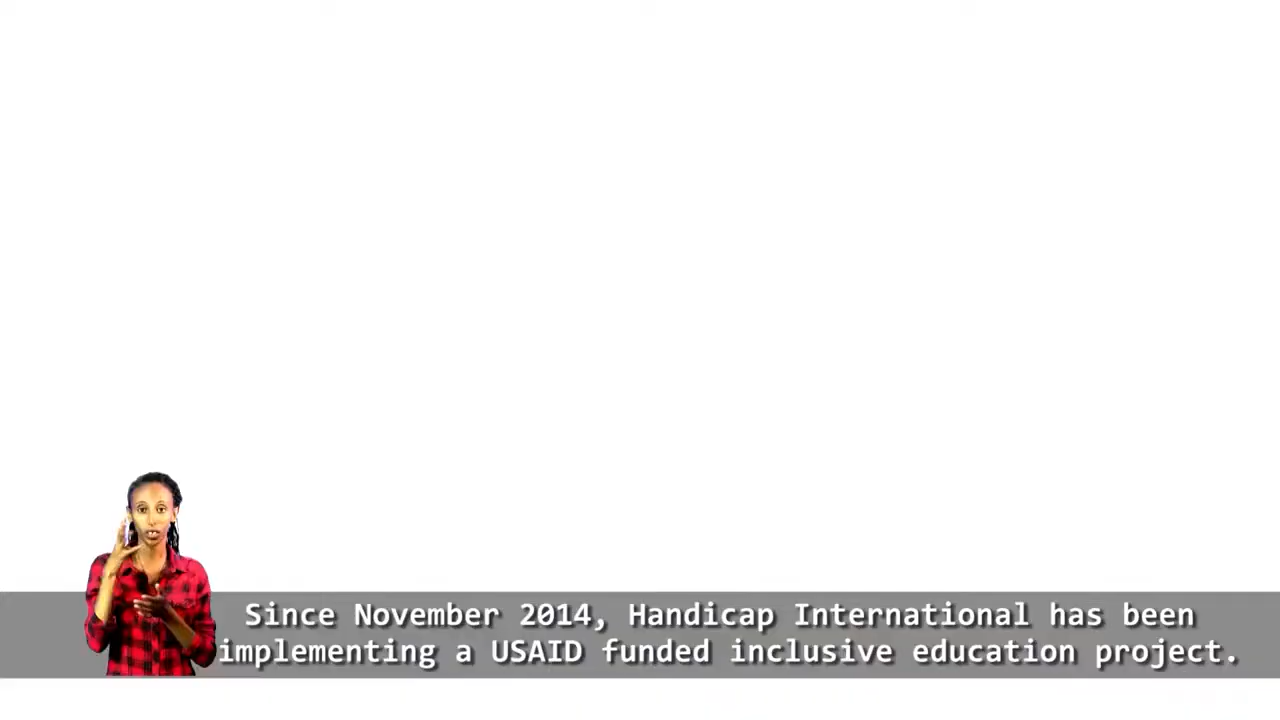 Since November 2014, Handicap International has been
implementing a USAID funded inclusive education project.